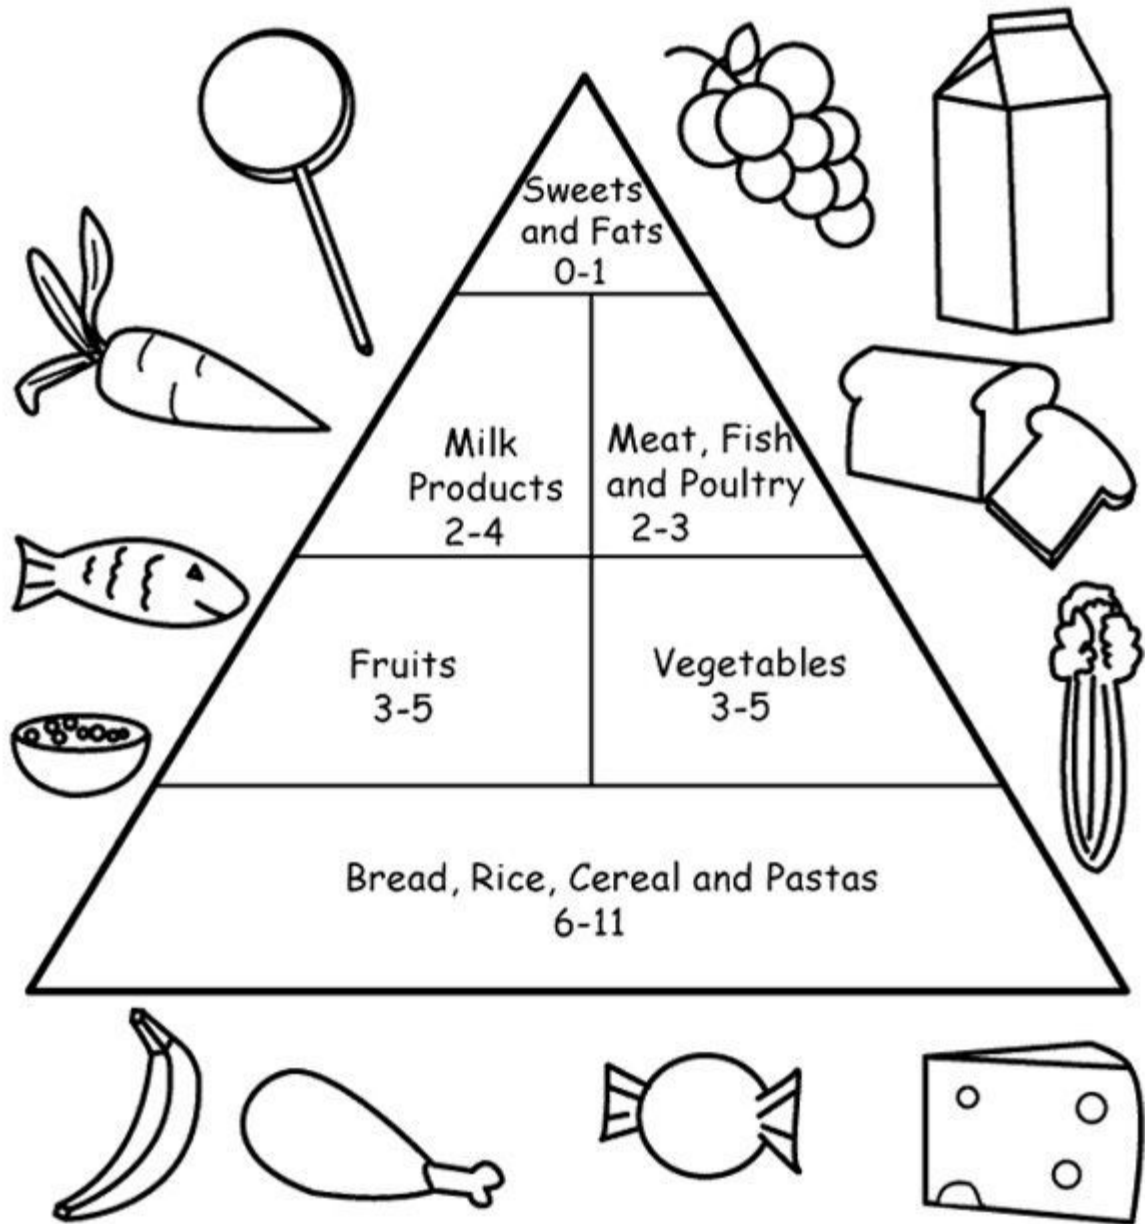 Sweets
and Fats
0-1
Milk
Products
2-4
Meat, Fish
and Poultry
2-3
Fruits
3-5
Vegetables
3-5
Bread, Rice, Cereal and Pastas
6-11